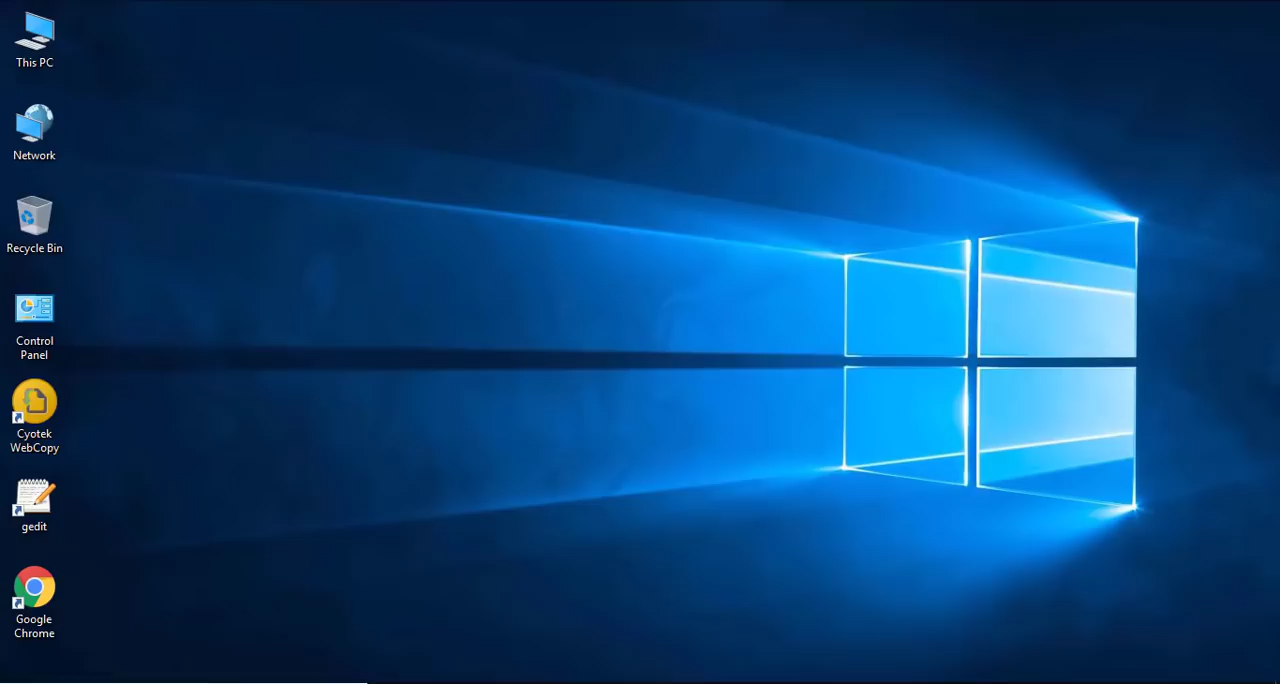 This PC
Network
Recycle Bin
Control
Panel
Cyotek
WebCopy
gedit
Google
Chrome